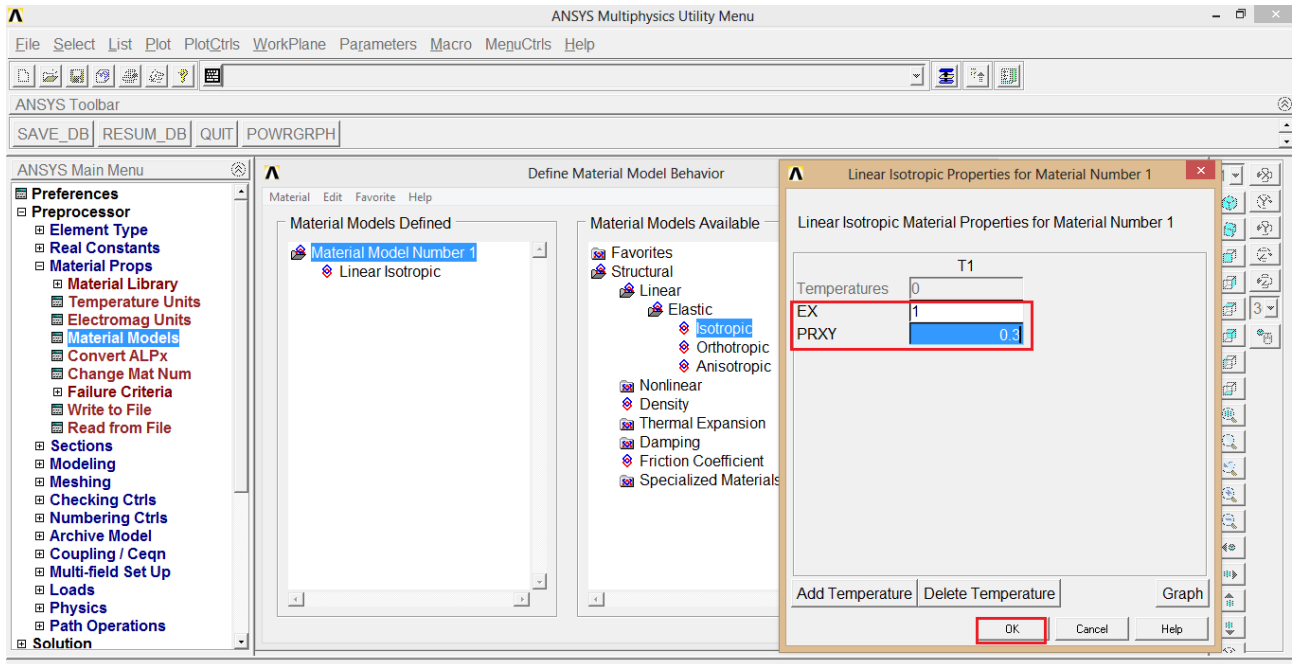 ANSYS Multiphysics Utility Menu
File Select List Plot PlotCtrls WorkPlane Parameters Macro MenuCtrls Help
ANSYS Toolbar
SAVE_DB RESUM_DB QUIT POWRGRPH
ANSYS Main Menu
Preferences
Preprocessor
Element Type
Real Constants
Material Props
Material Library
Temperature Units
Electromag Units
Material Models
Convert ALPx
Change Mat Num
Failure Criteria
Write to File
Read from File
Sections
Modeling
Meshing
Checking Ctrls
Numbering Ctrls
Archive Model
Coupling / Ceqn
Multi-field Set Up
Loads
Physics
Path Operations
Solution
Define Material Model Behavior
Material Edit Favorite Help
Material Models Defined
Material Model Number 1
Linear Isotropic
Material Models Available
Favorites
Structural
Linear
Elastic
Isotropic
Orthotropic
Anisotropic
Nonlinear
Density
Thermal Expansion
Damping
Friction Coefficient
Specialized Materials
Linear Isotropic Properties for Material Number 1
Linear Isotropic Material Properties for Material Number 1
T1
Temperatures 0
EX 1
PRXY 0.3
Add Temperature Delete Temperature Graph
OK Cancel Help
3